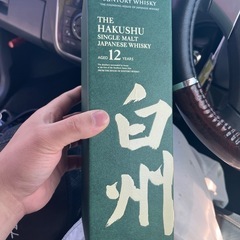 SUNTORY WHISKY
THE
HAKUSHU
SINGLE MALT
JAPANESE WHISKY
AGED 12 YEARS
白州